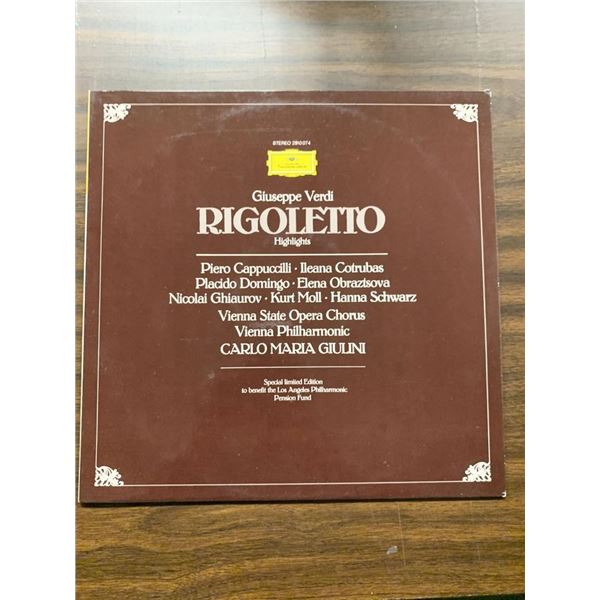 STEREO 2810 074
Giuseppe Verdi
RIGOLETTO
Highlights
Piero Cappuccilli · Ileana Cotrubas
Placido Domingo · Elena Obraztsova
Nicolai Ghiaurov · Kurt Moll · Hanna Schwarz
Vienna State Opera Chorus
Vienna Philharmonic
CARLO MARIA GIULINI
Special limited Edition
to benefit the Los Angeles Philharmonic
Pension Fund